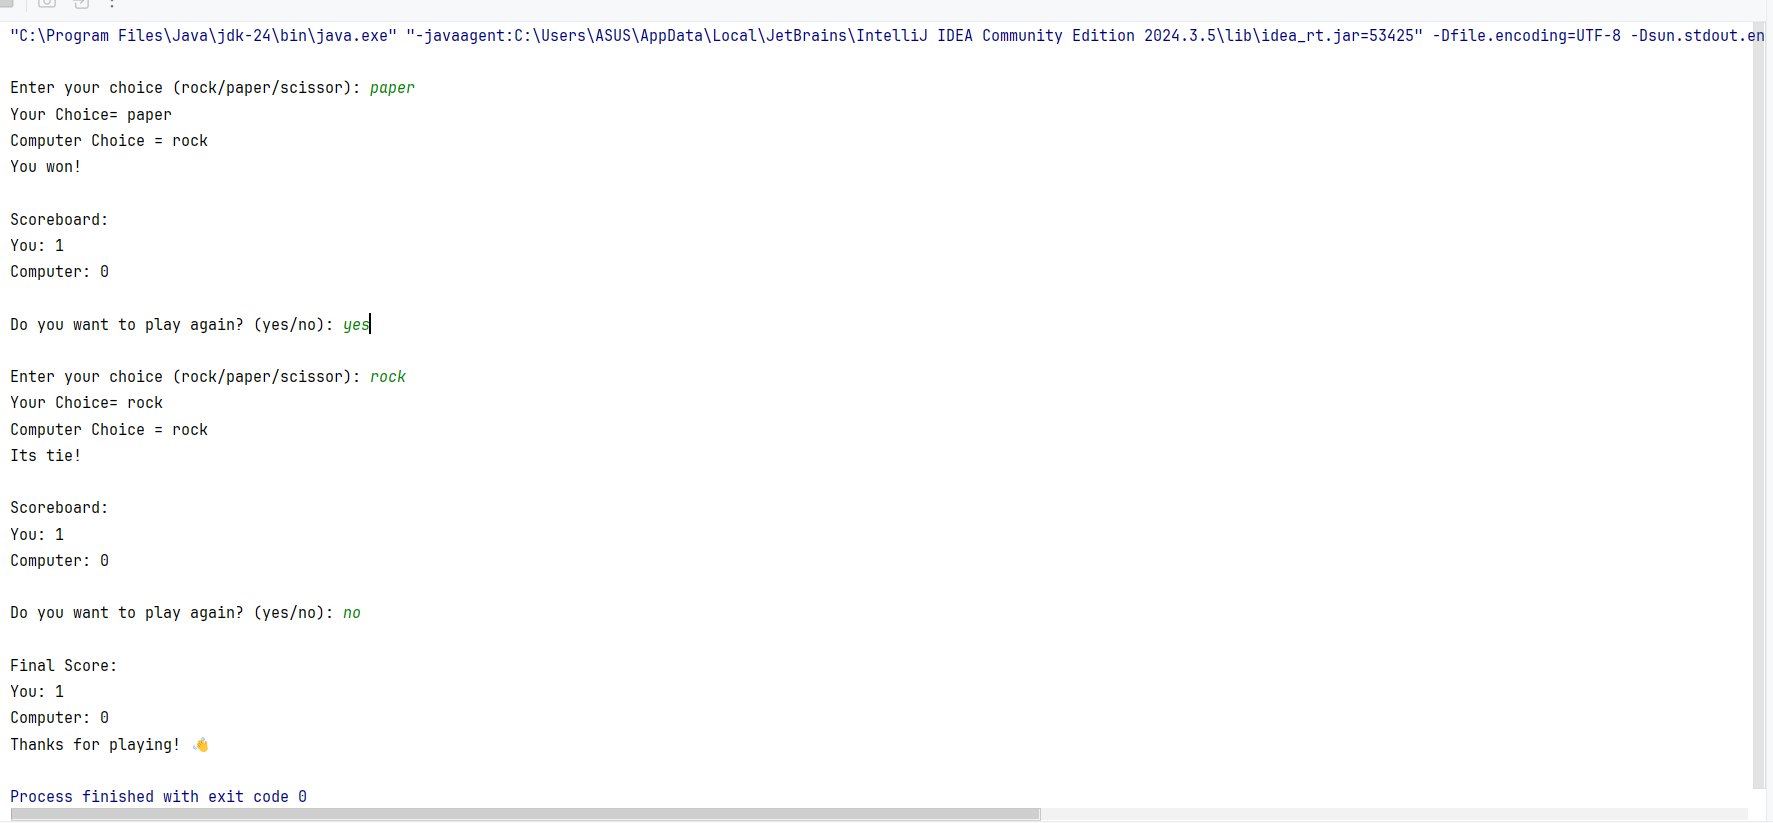 "C:\Program Files\Java\jdk-24\bin\java.exe" "-javaagent:C:\Users\ASUS\AppData\Local\JetBrains\IntelliJ IDEA Community Edition 2024.3.5\lib\idea_rt.jar=53425" -Dfile.encoding=UTF-8 -Dsun.stdout.en
Enter your choice (rock/paper/scissor): paper
Your Choice= paper
Computer Choice = rock
You won!
Scoreboard:
You: 1
Computer: 0
Do you want to play again? (yes/no): yes
Enter your choice (rock/paper/scissor): rock
Your Choice= rock
Computer Choice = rock
Its tie!
Scoreboard:
You: 1
Computer: 0
Do you want to play again? (yes/no): no
Final Score:
You: 1
Computer: 0
Thanks for playing! 👋
Process finished with exit code 0